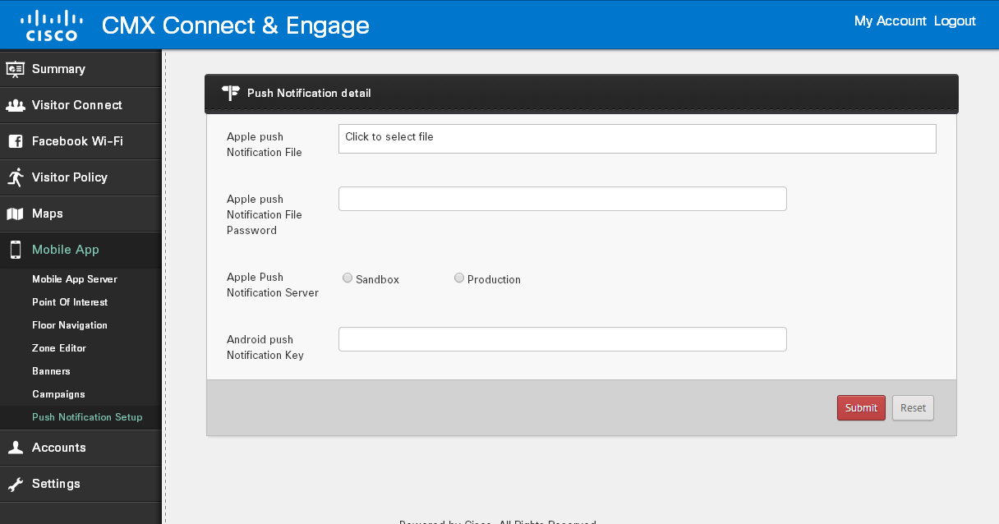 CISCO
CMX Connect & Engage
My Account Logout
Summary
Visitor Connect
Facebook Wi-Fi
Visitor Policy
Maps
Mobile App
Mobile App Server
Point Of Interest
Floor Navigation
Zone Editor
Banners
Campaigns
Push Notification Setup
Accounts
Settings
Push Notification detail
Apple push
Notification File
Click to select file
Apple push
Notification File
Password
Apple Push
Notification Server
Sandbox
Production
Android push
Notification Key
Submit
Reset
Powered by Cisco. All Rights Reserved